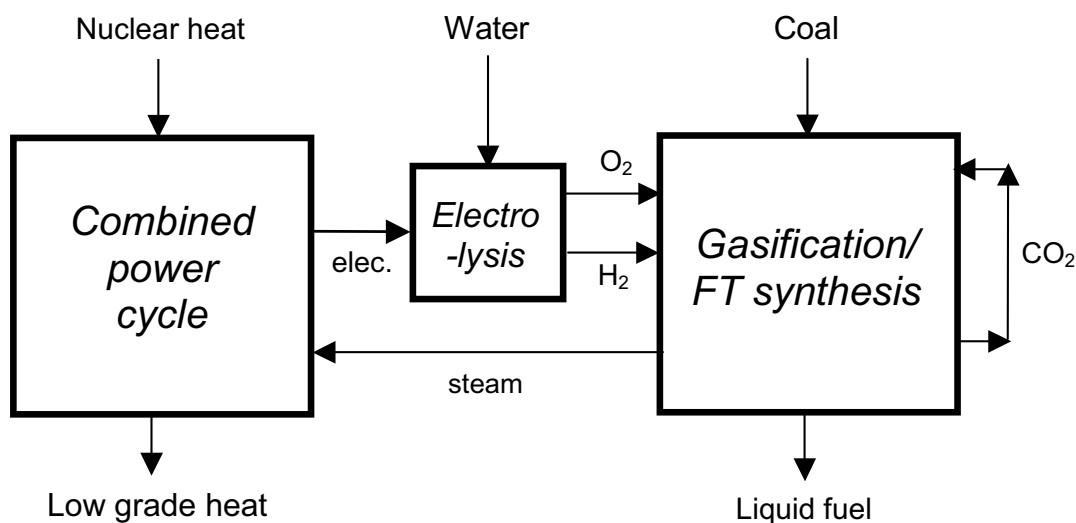 Nuclear heat
Water
Coal
Combined
power
cycle
elec.
Electro
-lysis
O₂
H₂
Gasification/
FT synthesis
CO₂
steam
Low grade heat
Liquid fuel